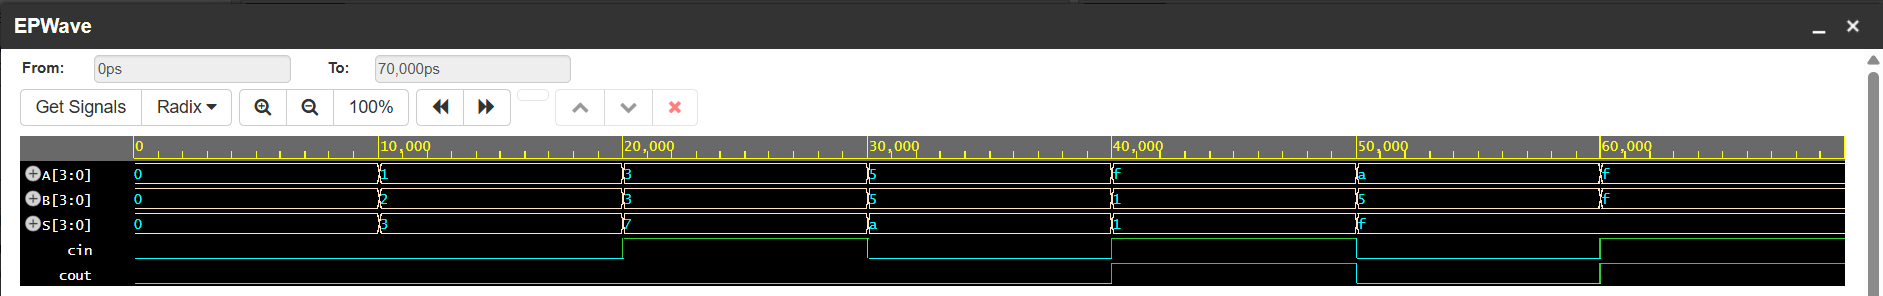 EPWave
From: 0ps To: 70,000ps
Get Signals Radix 100%
0 10,000 20,000 30,000 40,000 50,000 60,000
A[3:0] 0 1 3 5 f a f
B[3:0] 0 2 3 5 1 5 f
S[3:0] 0 3 7 a 1 f
cin
cout